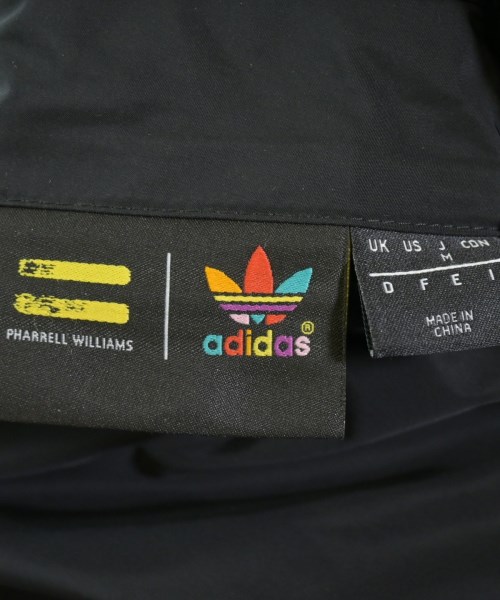 PHARRELL WILLIAMS
adidas®
UK US J CON
M
D F E I
MADE IN
CHINA